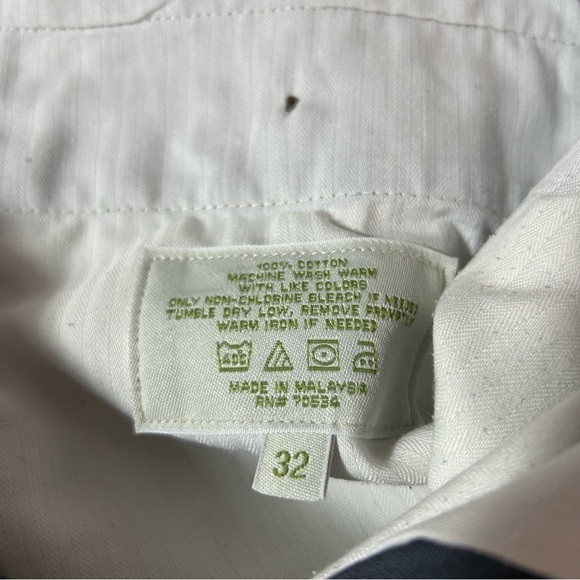 100% COTTON
MACHINE WASH WARM
WITH LIKE COLORS
ONLY NON-CHLORINE BLEACH IF NEEDED
TUMBLE DRY LOW, REMOVE PROMPTLY
WARM IRON IF NEEDED
40C
MADE IN MALAYSIA
RN# 70534
32